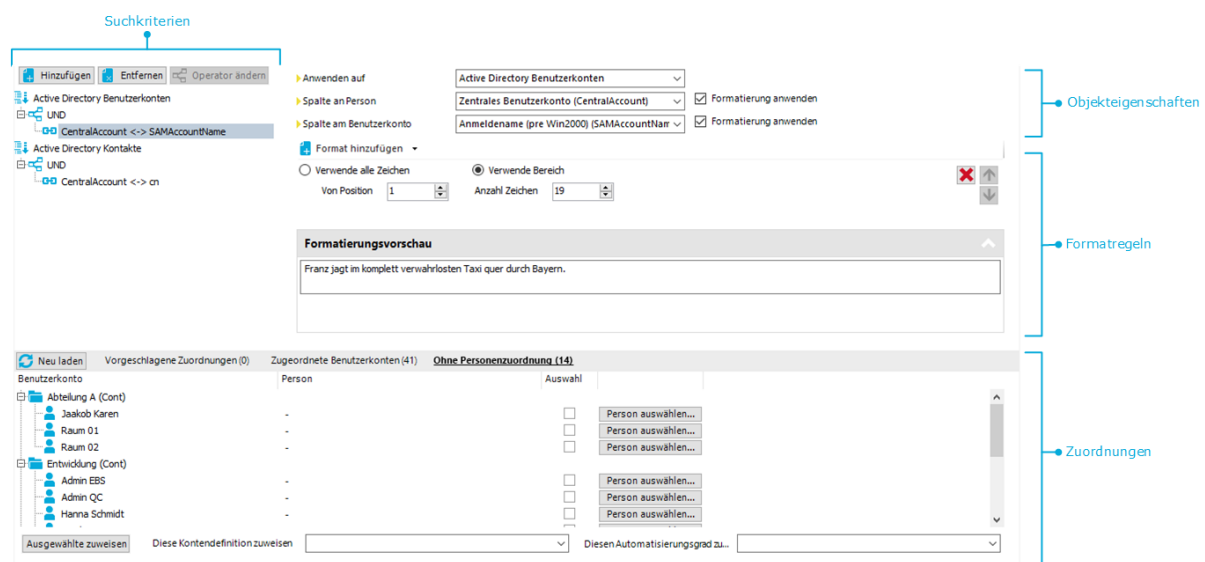 Suchkriterien
Hinzufügen Entfernen Operator ändern
Active Directory Benutzerkonten
UND
CentralAccount <-> SAMAccountName
Active Directory Kontakte
UND
CentralAccount <-> cn
Anwenden auf Active Directory Benutzerkonten
Spalte an Person Zentrales Benutzerkonto (CentralAccount) Formatierung anwenden
Spalte am Benutzerkonto Anmeldename (pre Win2000) (SAMAccountNam Formatierung anwenden
Objekteigenschaften
Format hinzufügen
Verwende alle Zeichen Verwende Bereich
Von Position 1 Anzahl Zeichen 19
Formatierungsvorschau
Franz jagt im komplett verwahrlosten Taxi quer durch Bayern.
Formatregeln
Neu laden Vorgeschlagene Zuordnungen (0) Zugeordnete Benutzerkonten (41) Ohne Personenzuordnung (14)
Benutzerkonto Person Auswahl
Abteilung A (Cont)
Jaakob Karen - Person auswählen...
Raum 01 - Person auswählen...
Raum 02 - Person auswählen...
Entwicklung (Cont)
Admin EBS - Person auswählen...
Admin QC - Person auswählen...
Hanna Schmidt - Person auswählen...
Zuordnungen
Ausgewählte zuweisen Diese Kontendefinition zuweisen Diesen Automatisierungsgrad zu...